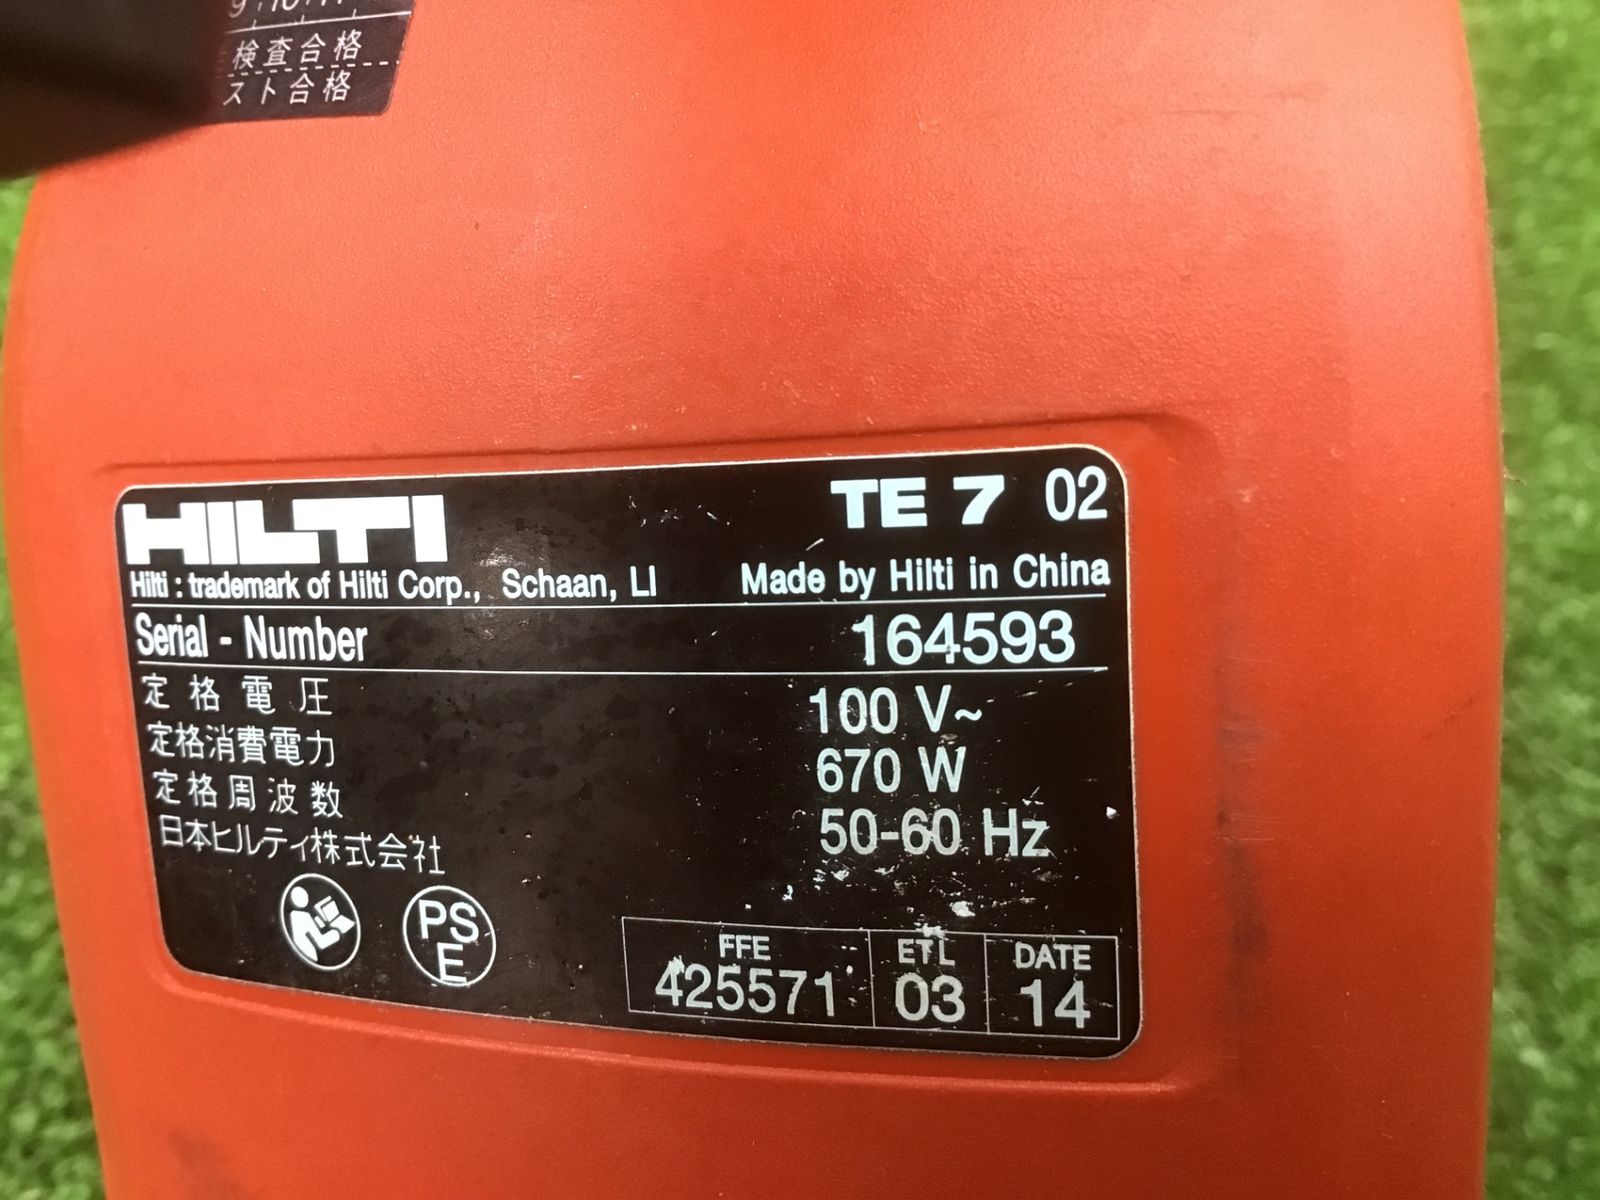 検査合格
スト合格
HILTI TE 7 02
Hilti : trademark of Hilti Corp., Schaan, LI Made by Hilti in China
Serial - Number 164593
定格電圧 100 V~
定格消費電力 670 W
定格周波数 50-60 Hz
日本ヒルティ株式会社
PS
E
FFE ETL DATE
425571 03 14